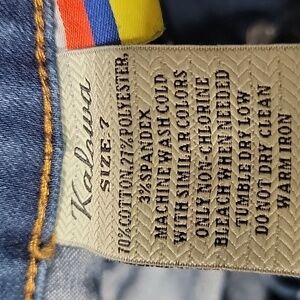 Kalowa
SIZE 7
70%COTTON,27%POLYESTER,
3%SPANDEX
MACHINE WASH COLD
WITH SIMILAR COLORS
ONLY NON-CHLORINE
BLEACH WHEN NEEDED
TUMBLE DRY LOW
DO NOT DRY CLEAN
WARM IRON